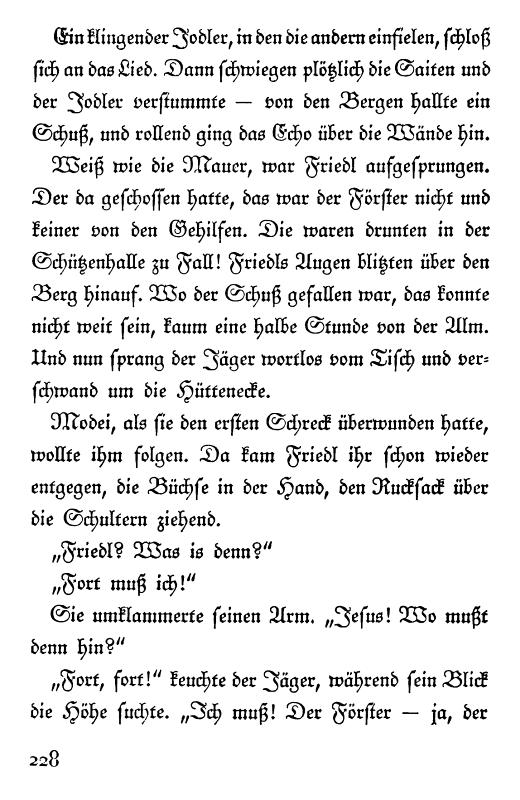 Ein klingender Jodler, in den die andern einfielen, schloß
sich an das Lied. Dann schwiegen plötzlich die Saiten und
der Jodler verstummte — von den Bergen hallte ein
Schuß, und rollend ging das Echo über die Wände hin.
Weiß wie die Mauer, war Friedl aufgesprungen.
Der da geschossen hatte, das war der Förster nicht und
keiner von den Gehilfen. Die waren drunten in der
Schützenhalle zu Fall! Friedls Augen blitzten über den
Berg hinauf. Wo der Schuß gefallen war, das konnte
nicht weit sein, kaum eine halbe Stunde von der Alm.
Und nun sprang der Jäger wortlos vom Tisch und ver-
schwand um die Hüttenecke.
Modei, als sie den ersten Schreck überwunden hatte,
wollte ihm folgen. Da kam Friedl ihr schon wieder
entgegen, die Büchse in der Hand, den Rucksack über
die Schultern ziehend.
„Friedl? Was is denn?“
„Fort muß ich!“
Sie umklammerte seinen Arm. „Jesus! Wo mußt
denn hin?“
„Fort, fort!“ keuchte der Jäger, während sein Blick
die Höhe suchte. „Ich muß! Der Förster — ja, der
228